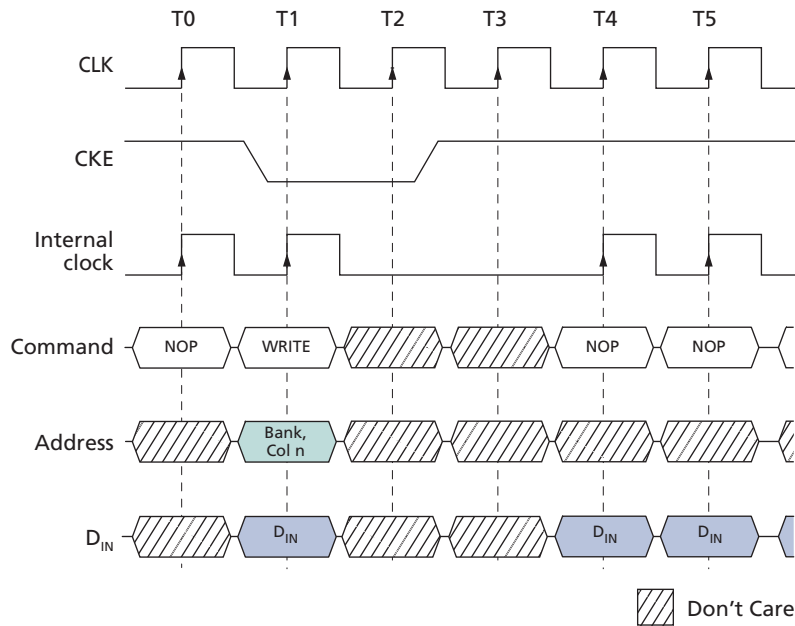 T0 T1 T2 T3 T4 T5
CLK
CKE
Internal
clock
Command NOP WRITE NOP NOP
Address Bank,
Col n
DIN DIN DIN DIN
Don't Care